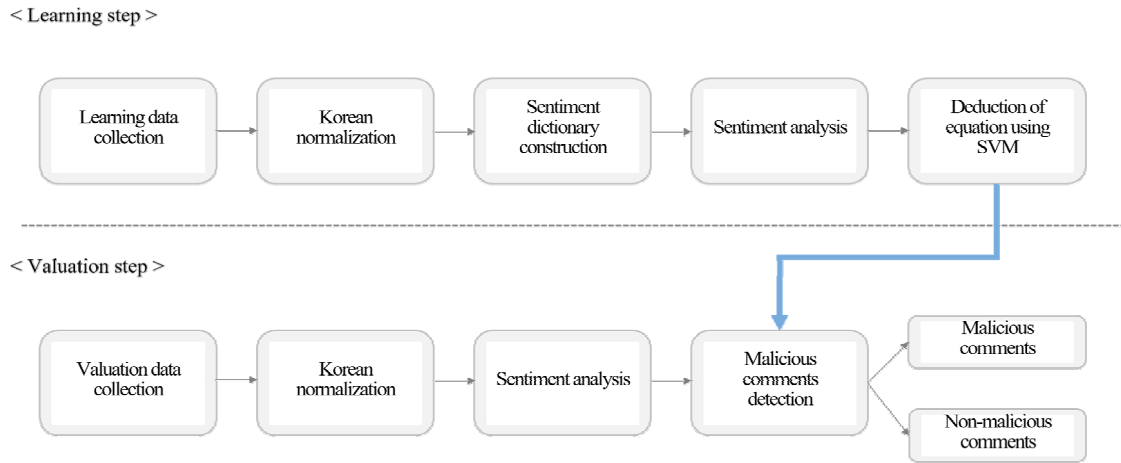 < Learning step >
Learning data
collection
Korean
normalization
Sentiment
dictionary
construction
Sentiment analysis
Deduction of
equation using
SVM
< Valuation step >
Valuation data
collection
Korean
normalization
Sentiment analysis
Malicious
comments
detection
Malicious
comments
Non-malicious
comments